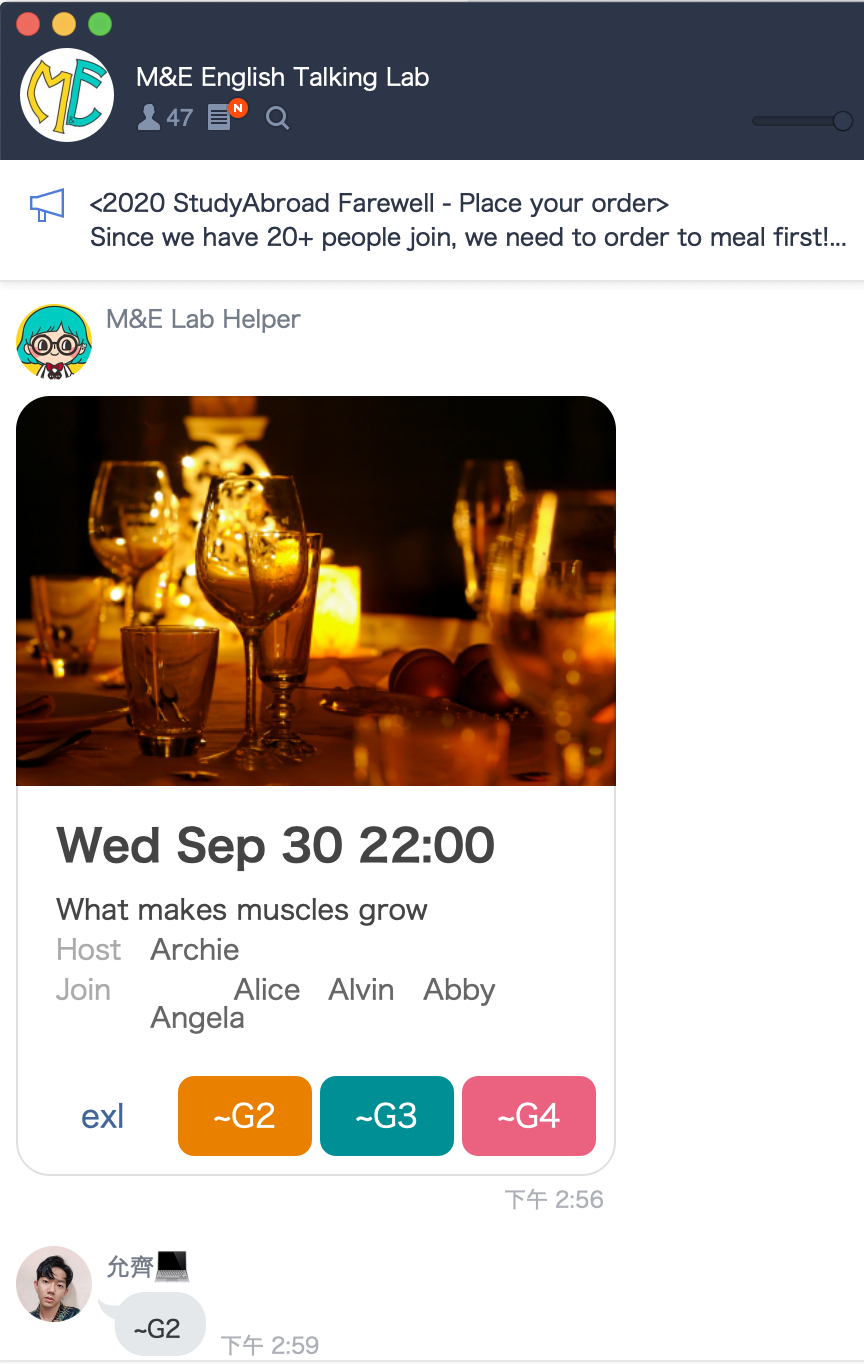 ME
M&E English Talking Lab
47
N
<2020 StudyAbroad Farewell - Place your order>
Since we have 20+ people join, we need to order to meal first!...
M&E Lab Helper
Wed Sep 30 22:00
What makes muscles grow
Host Archie
Join Alice Alvin Abby
Angela
exl ~G2 ~G3 ~G4
下午 2:56
允齊💻
~G2
下午 2:59